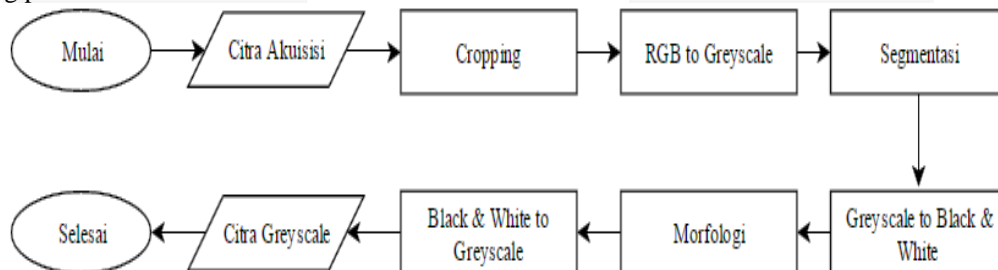 Mulai
Citra Akuisisi
Cropping
RGB to Greyscale
Segmentasi
Greyscale to Black &
White
Morfologi
Black & White to
Greyscale
Citra Greyscale
Selesai